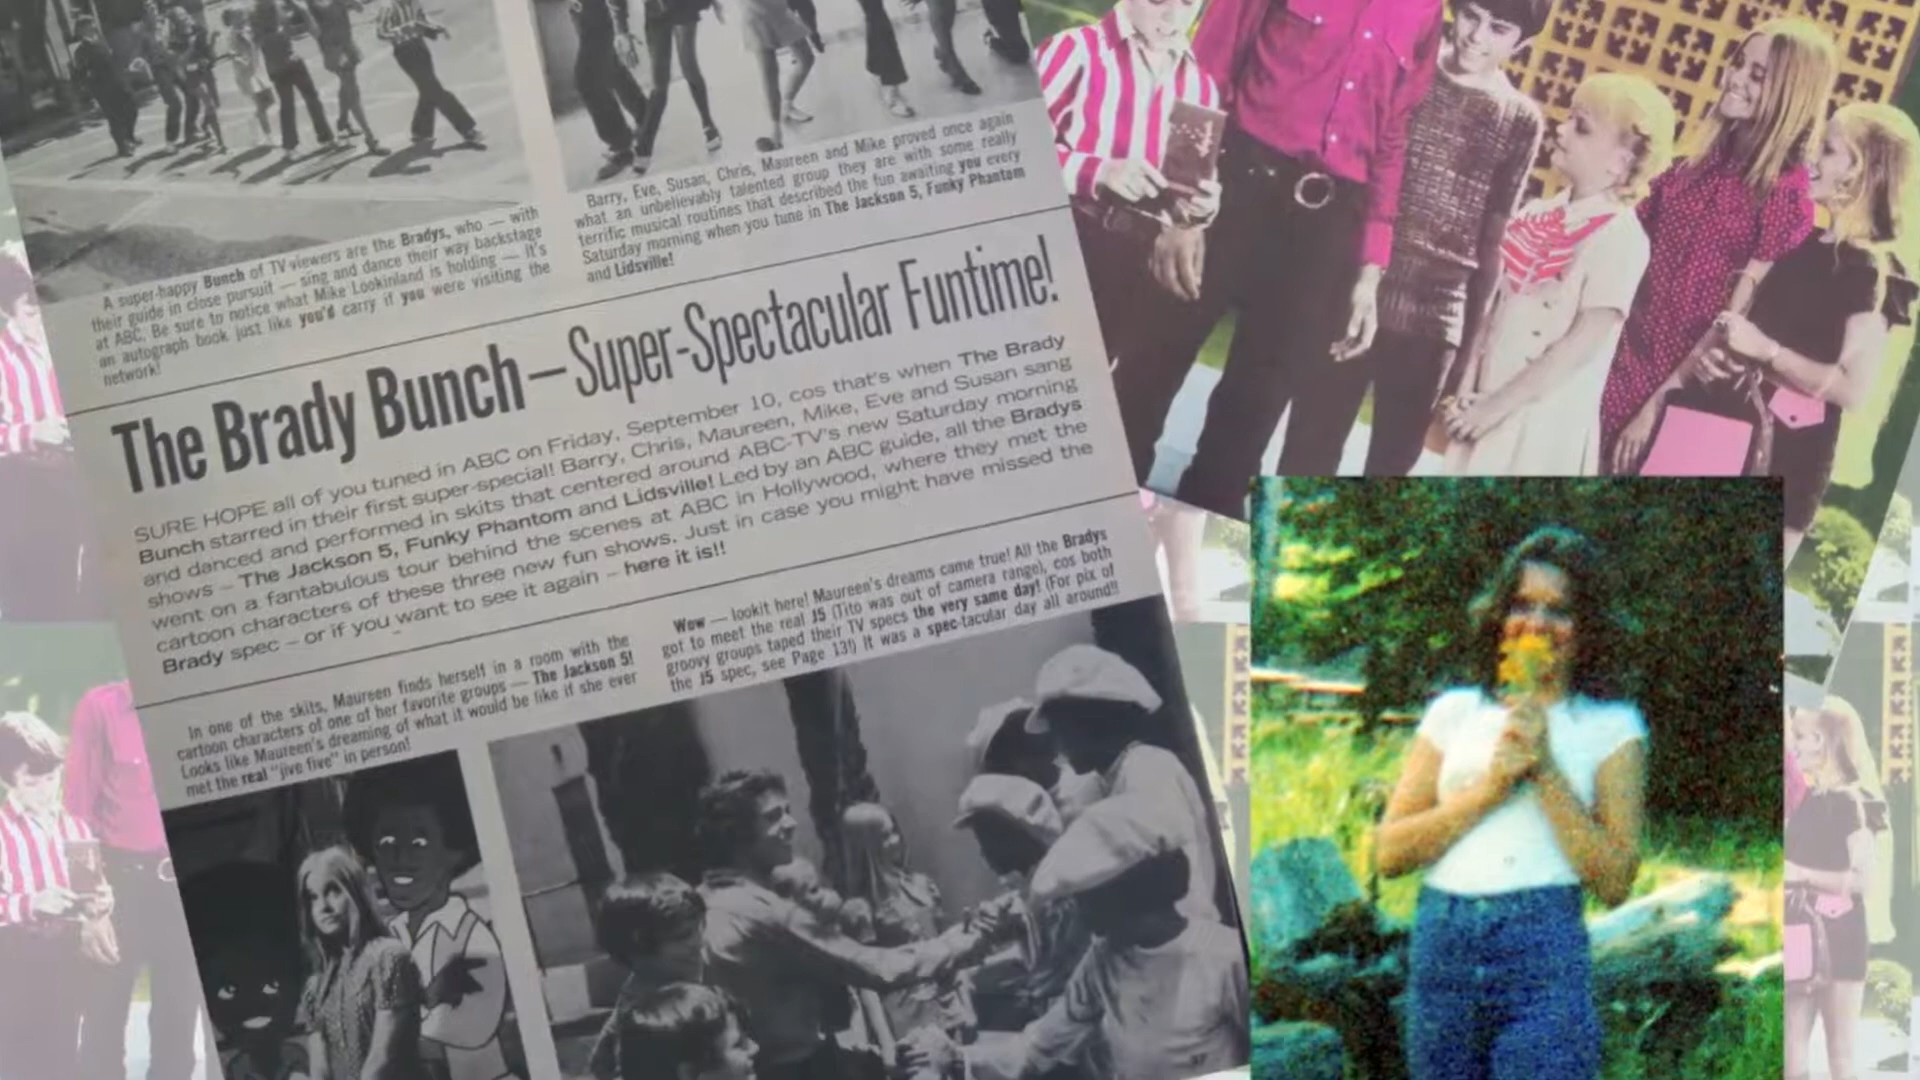 A super-happy Bunch of TV viewers are the Bradys, who — with
their guide in close pursuit — sing and dance their way backstage
at ABC. Be sure to notice what Mike Lookinland is holding — it's
an autograph book just like you'd carry if you were visiting the
network!
Barry, Eve, Susan, Chris, Maureen and Mike proved once again
what an unbelievably talented group they are with some really
terrific musical routines that described the fun awaiting you every
Saturday morning when you tune in The Jackson 5, Funky Phantom
and Lidsville!
The Brady Bunch—Super-Spectacular Funtime!
SURE HOPE all of you tuned in ABC on Friday, September 10, cos that's when The Brady
Bunch starred in their first super-special! Barry, Chris, Maureen, Mike, Eve and Susan sang
and danced and performed in skits that centered around ABC-TV's new Saturday morning
shows – The Jackson 5, Funky Phantom and Lidsville! Led by an ABC guide, all the Bradys
went on a fantabulous tour behind the scenes at ABC in Hollywood, where they met the
cartoon characters of these three new fun shows. Just in case you might have missed the
Brady spec – or if you want to see it again – here it is!!
In one of the skits, Maureen finds herself in a room with the
cartoon characters of one of her favorite groups — The Jackson 5!
Looks like Maureen's dreaming of what it would be like if she ever
met the real "jive five" in person!
Wow — lookit here! Maureen's dreams came true! All the Bradys
got to meet the real J5 (Tito was out of camera range), cos both
groovy groups taped their TV specs the very same day! (For pix of
the J5 spec, see Page 13!) It was a spec-tacular day all around!!
37